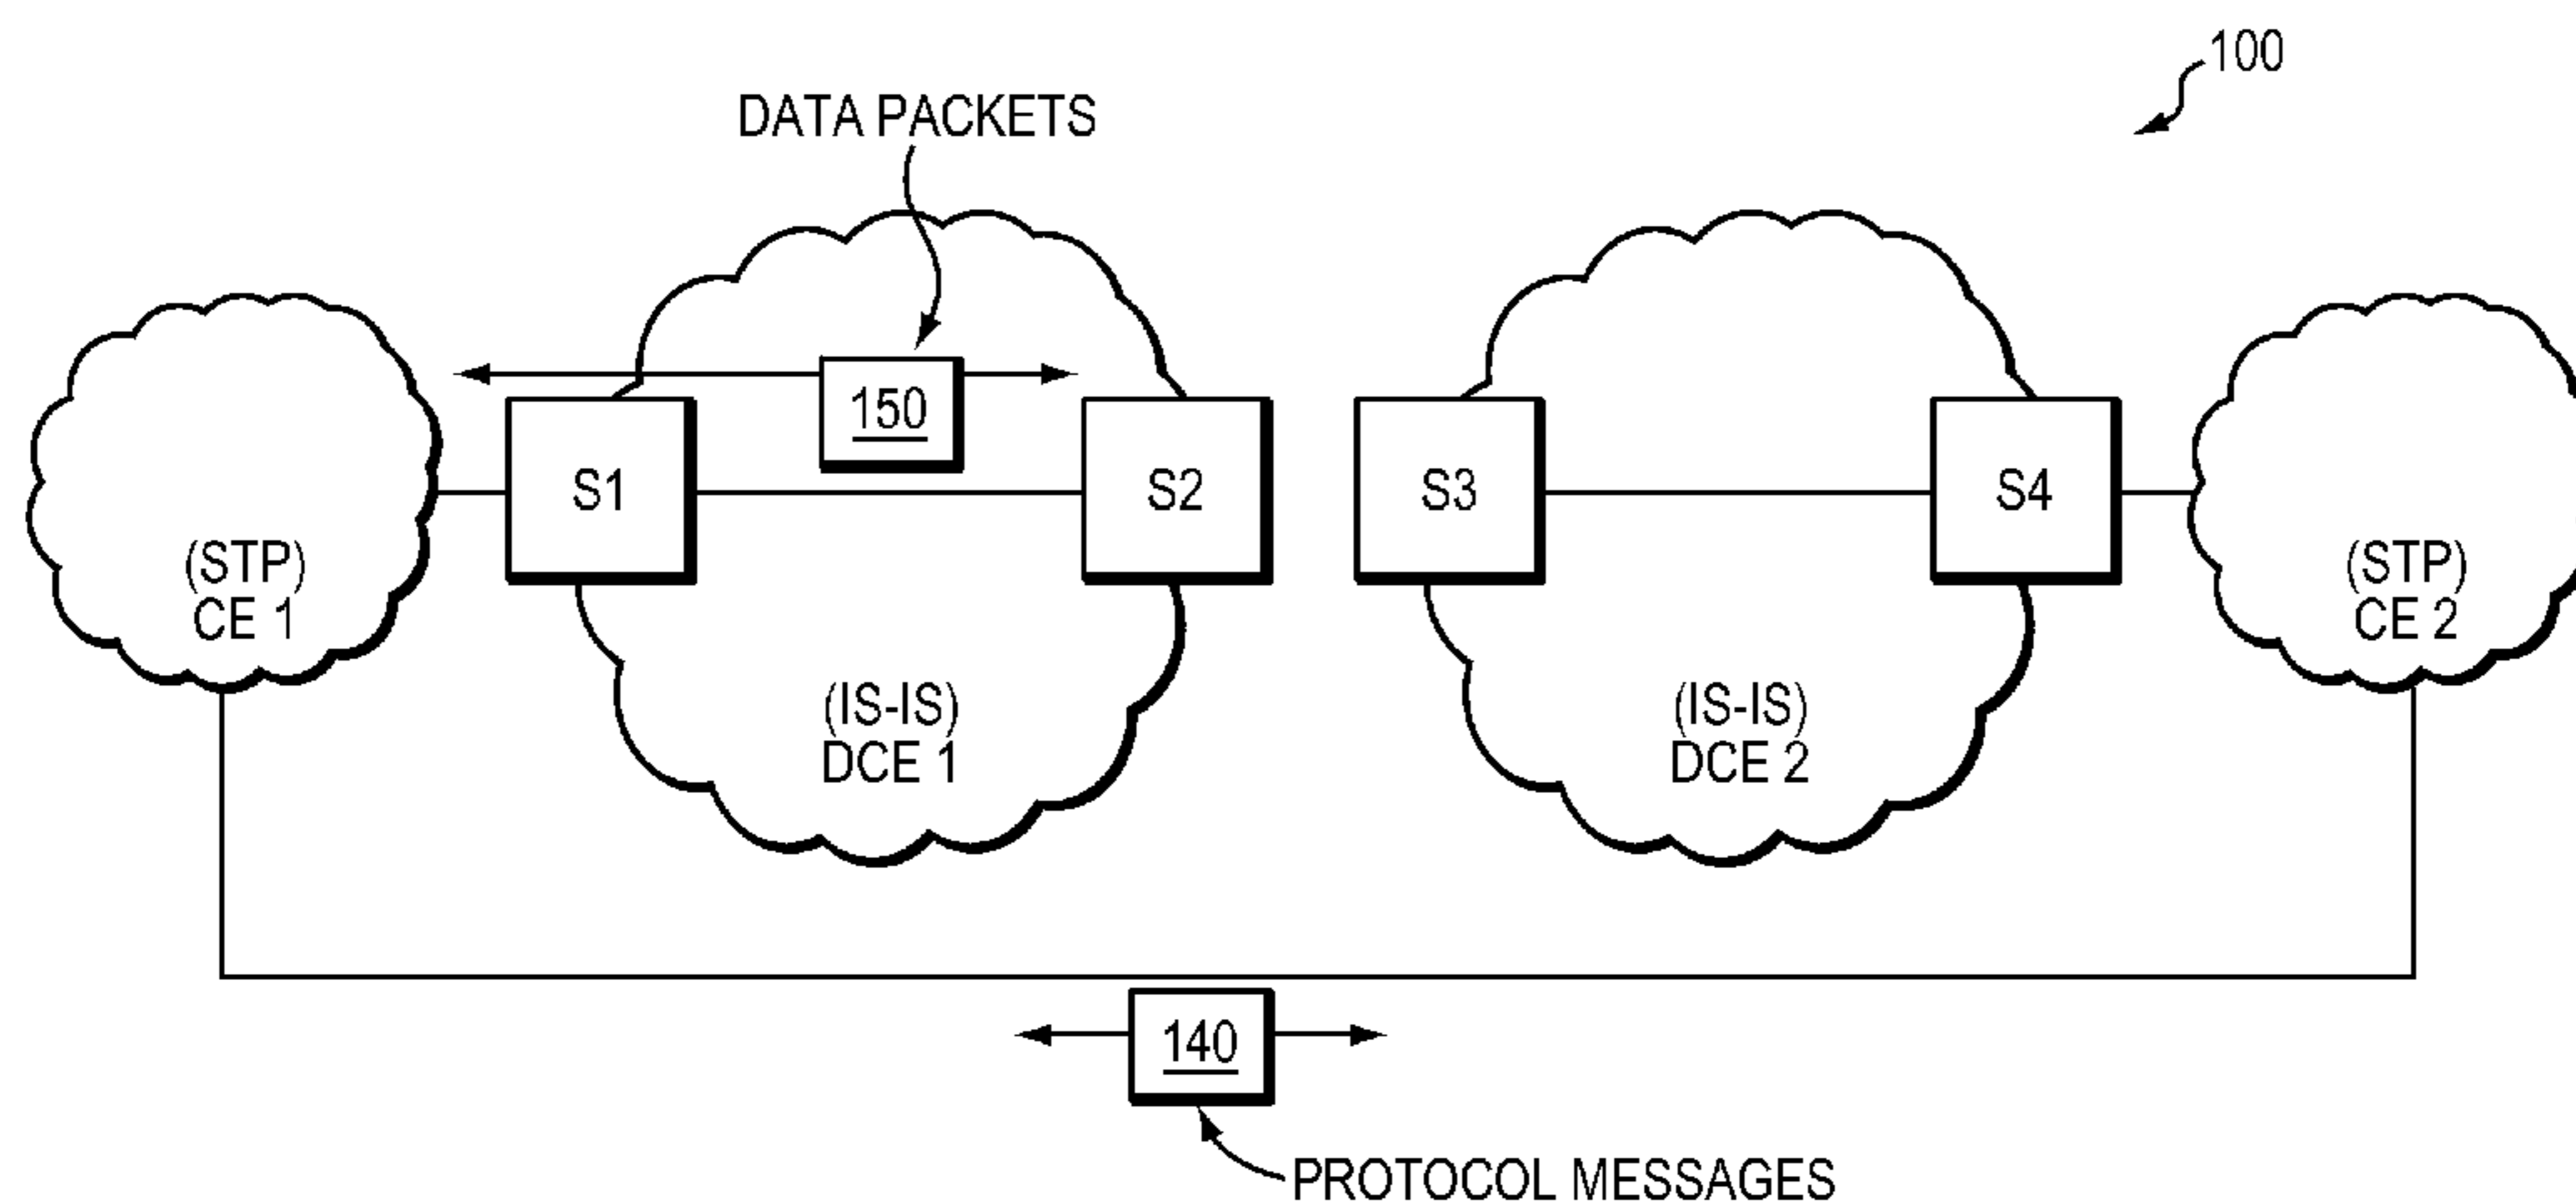 100
DATA PACKETS
150
S1
S2
S3
S4
(STP)
CE 1
(STP)
CE 2
(IS-IS)
DCE 1
(IS-IS)
DCE 2
140
PROTOCOL MESSAGES